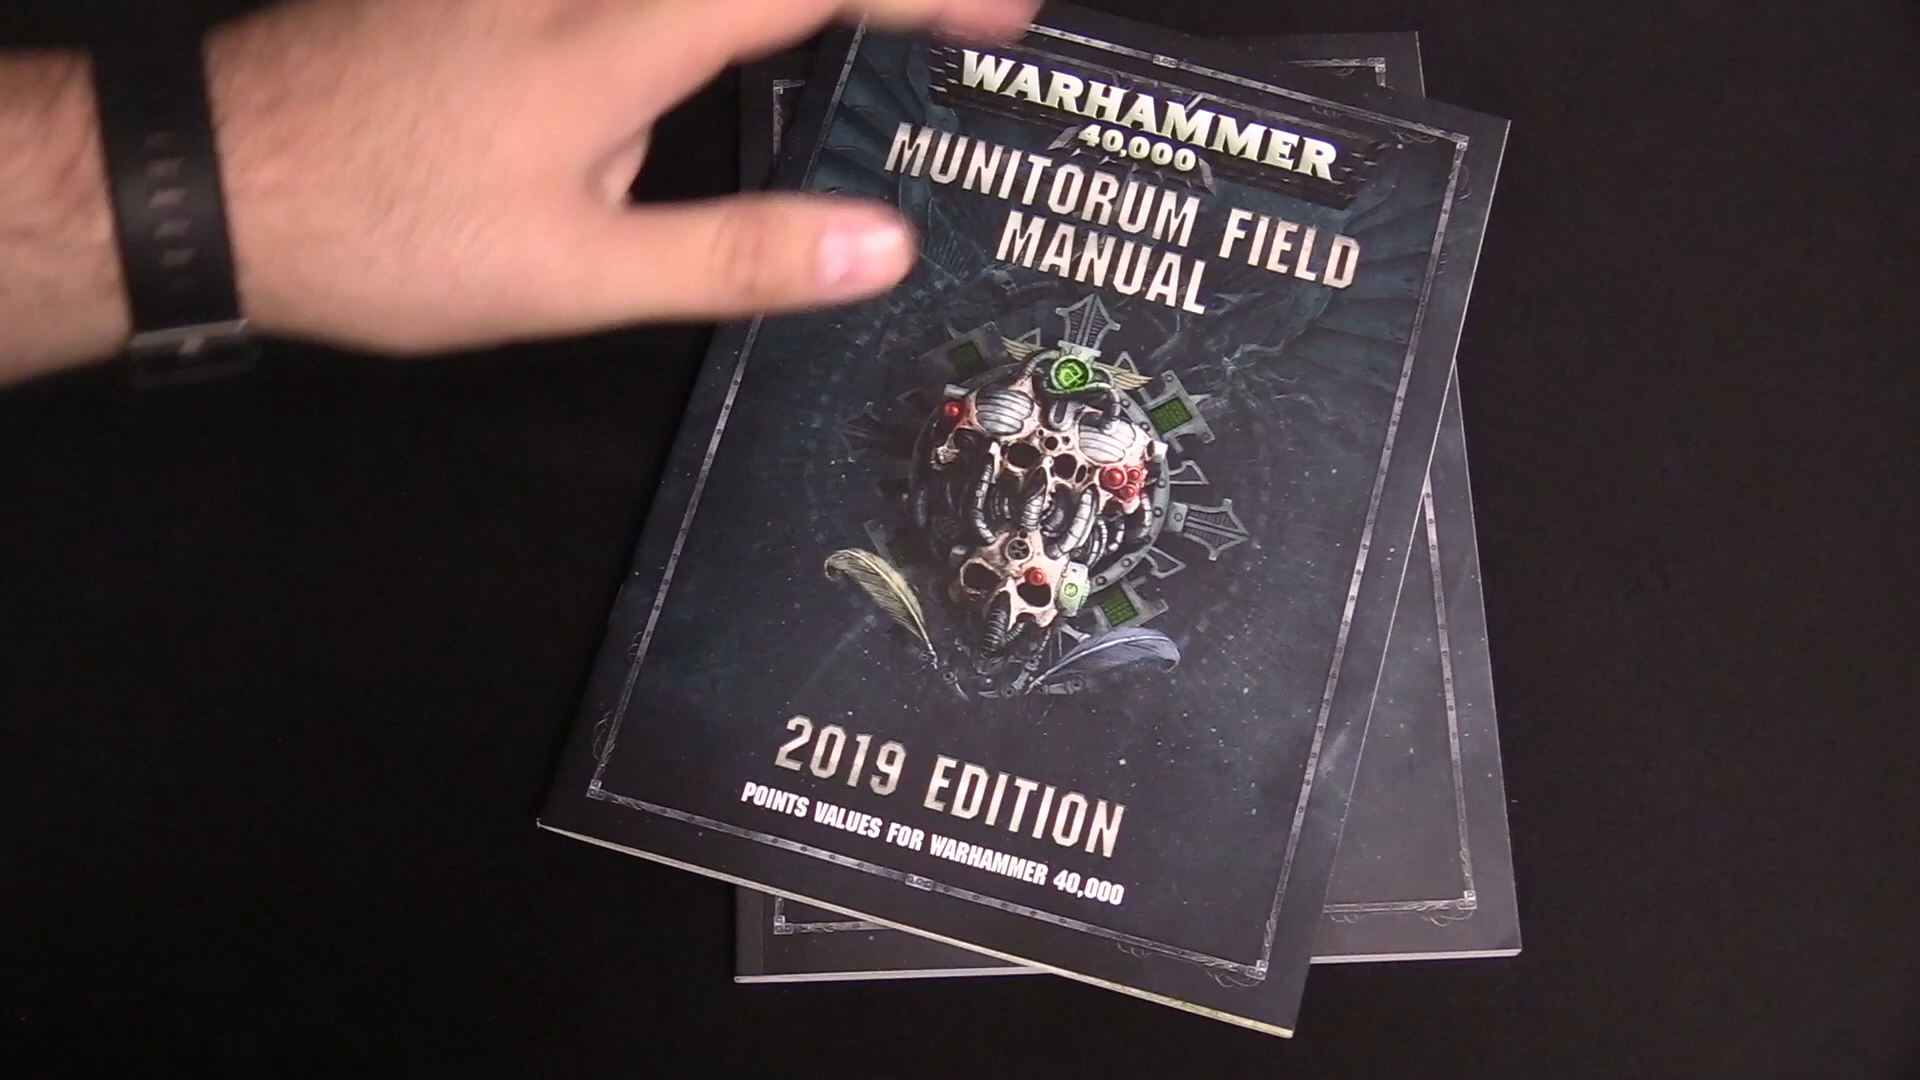 WARHAMMER
40,000
MUNITORUM FIELD
MANUAL
2019 EDITION
POINTS VALUES FOR WARHAMMER 40,000